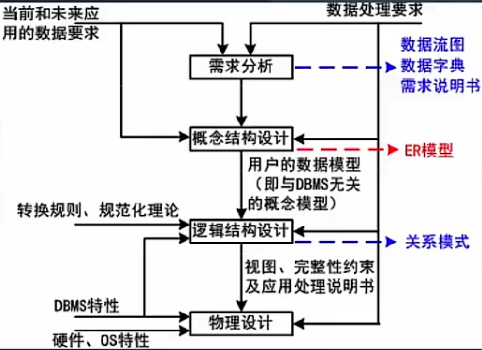 当前和未来应
用的数据要求
数据处理要求
需求分析
数据流图
数据字典
需求说明书
概念结构设计
ER模型
用户的数据模型
（即与DBMS无关
的概念模型）
转换规则、规范化理论
逻辑结构设计
关系模式
视图、完整性约束
及应用处理说明书
DBMS特性
物理设计
硬件、OS特性